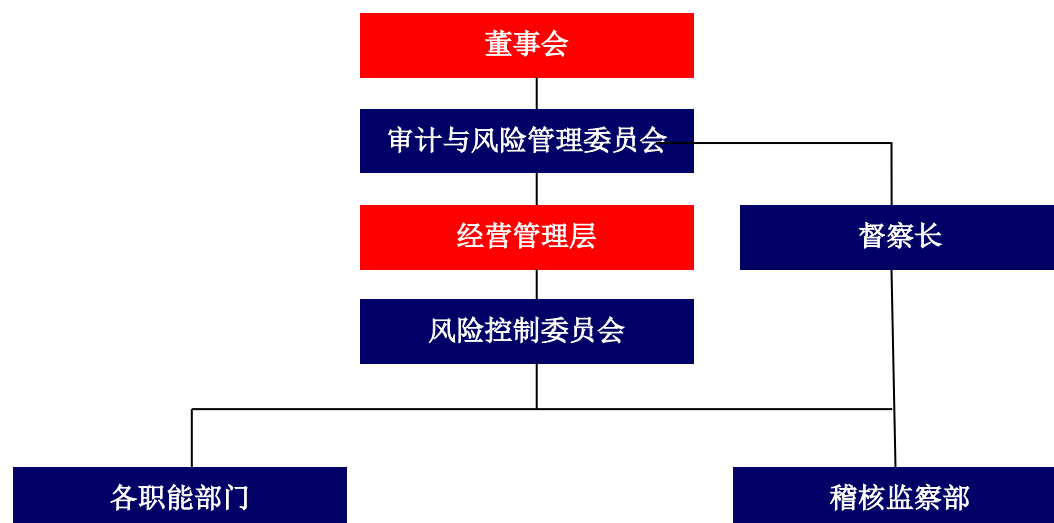 董事会
审计与风险管理委员会
经营管理层
督察长
风险控制委员会
各职能部门
稽核监察部